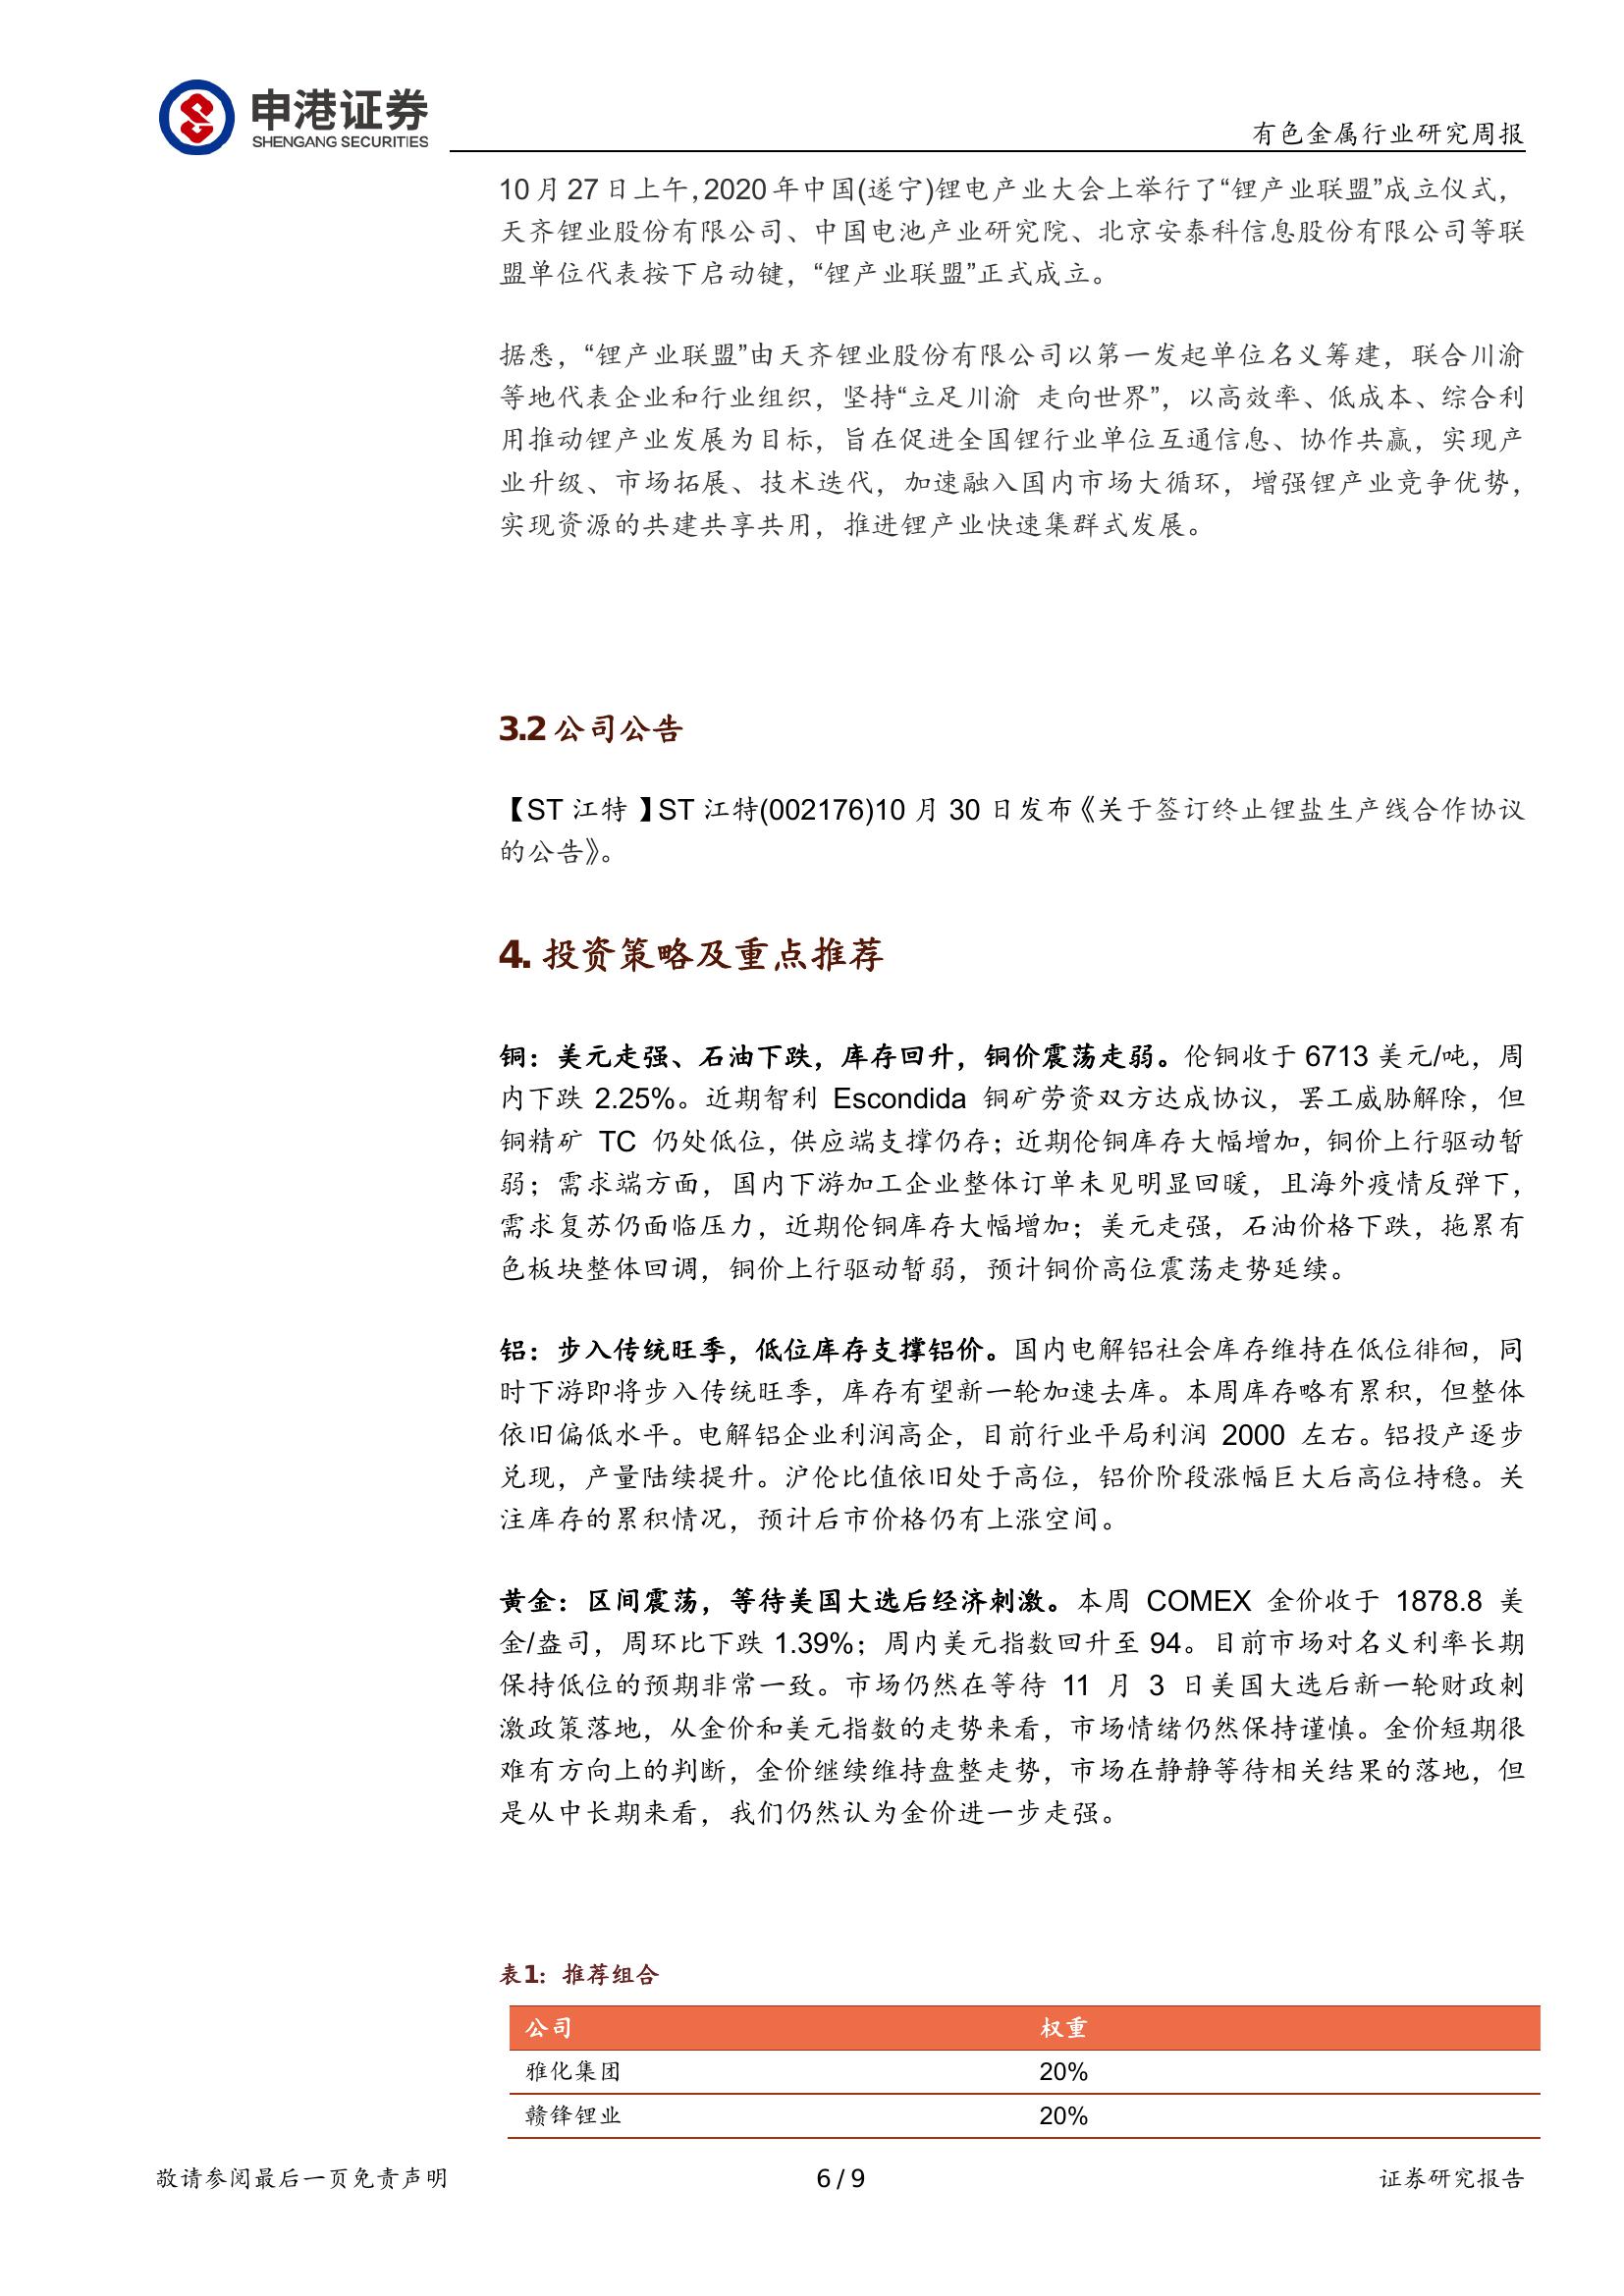 申港证券
SHENGANG SECURITIES
有色金属行业研究周报
10月27日上午，2020年中国(遂宁)锂电产业大会上举行了“锂产业联盟”成立仪式，
天齐锂业股份有限公司、中国电池产业研究院、北京安泰科信息股份有限公司等联
盟单位代表按下启动键，“锂产业联盟”正式成立。
据悉，“锂产业联盟”由天齐锂业股份有限公司以第一发起单位名义筹建，联合川渝
等地代表企业和行业组织，坚持“立足川渝 走向世界”，以高效率、低成本、综合利
用推动锂产业发展为目标，旨在促进全国锂行业单位互通信息、协作共赢，实现产
业升级、市场拓展、技术迭代，加速融入国内市场大循环，增强锂产业竞争优势，
实现资源的共建共享共用，推进锂产业快速集群式发展。
3.2 公司公告
【ST 江特 】ST 江特(002176)10 月 30 日发布《关于签订终止锂盐生产线合作协议
的公告》。
4. 投资策略及重点推荐
铜：美元走强、石油下跌，库存回升，铜价震荡走弱。伦铜收于 6713 美元/吨，周
内下跌 2.25%。近期智利 Escondida 铜矿劳资双方达成协议，罢工威胁解除，但
铜精矿 TC 仍处低位，供应端支撑仍存；近期伦铜库存大幅增加，铜价上行驱动暂
弱；需求端方面，国内下游加工企业整体订单未见明显回暖，且海外疫情反弹下，
需求复苏仍面临压力，近期伦铜库存大幅增加；美元走强，石油价格下跌，拖累有
色板块整体回调，铜价上行驱动暂弱，预计铜价高位震荡走势延续。
铝：步入传统旺季，低位库存支撑铝价。国内电解铝社会库存维持在低位徘徊，同
时下游即将步入传统旺季，库存有望新一轮加速去库。本周库存略有累积，但整体
依旧偏低水平。电解铝企业利润高企，目前行业平局利润 2000 左右。铝投产逐步
兑现，产量陆续提升。沪伦比值依旧处于高位，铝价阶段涨幅巨大后高位持稳。关
注库存的累积情况，预计后市价格仍有上涨空间。
黄金：区间震荡，等待美国大选后经济刺激。本周 COMEX 金价收于 1878.8 美
金/盎司，周环比下跌 1.39%；周内美元指数回升至 94。目前市场对名义利率长期
保持低位的预期非常一致。市场仍然在等待 11 月 3 日美国大选后新一轮财政刺
激政策落地，从金价和美元指数的走势来看，市场情绪仍然保持谨慎。金价短期很
难有方向上的判断，金价继续维持盘整走势，市场在静静等待相关结果的落地，但
是从中长期来看，我们仍然认为金价进一步走强。
表1：推荐组合
公司 权重
雅化集团 20%
赣锋锂业 20%
敬请参阅最后一页免责声明 6 / 9 证券研究报告